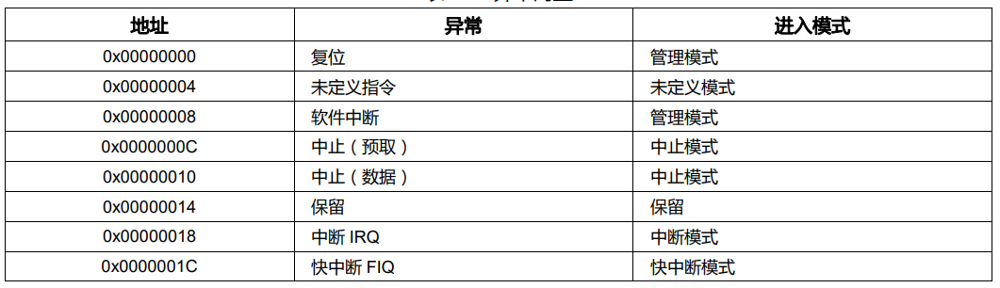 地址 异常 进入模式
0x00000000 复位 管理模式
0x00000004 未定义指令 未定义模式
0x00000008 软件中断 管理模式
0x0000000C 中止（预取） 中止模式
0x00000010 中止（数据） 中止模式
0x00000014 保留 保留
0x00000018 中断 IRQ 中断模式
0x0000001C 快中断 FIQ 快中断模式